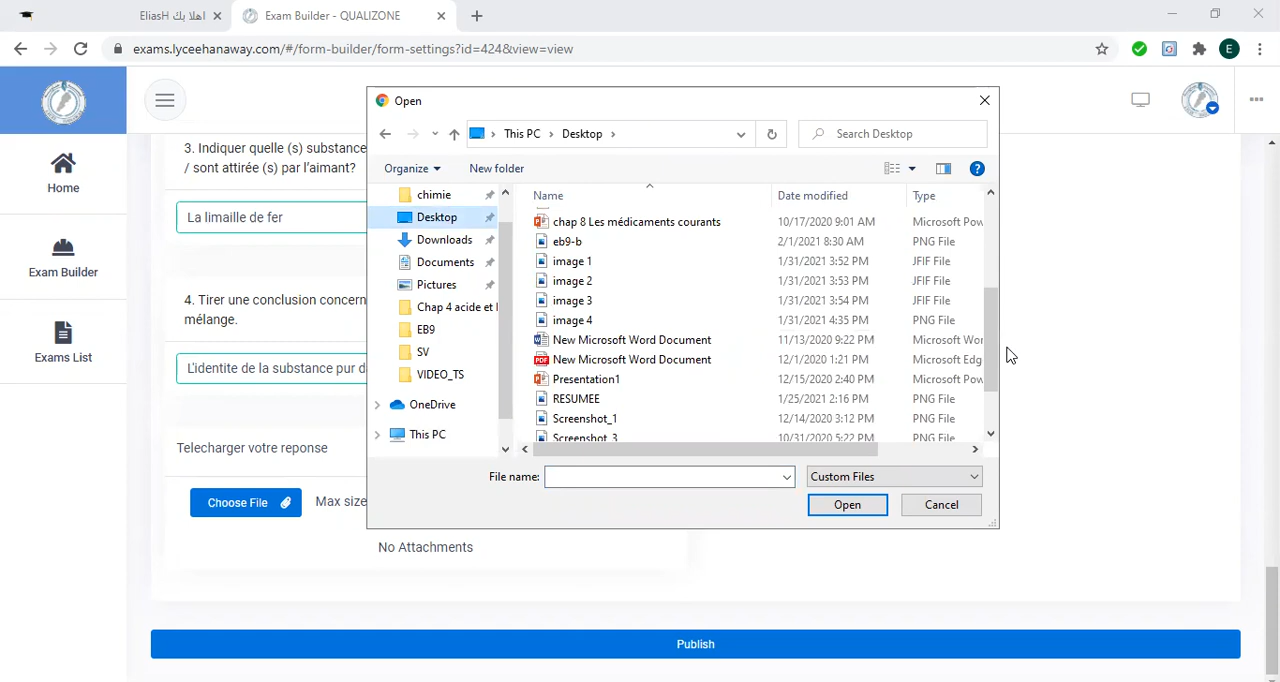 اهلا بك EliasH
Exam Builder - QUALIZONE
exams.lyceehanaway.com/#/form-builder/form-settings?id=424&view=view
E
Home
Exam Builder
Exams List
3. Indiquer quelle (s) substance
/ sont attirée (s) par l'aimant?
La limaille de fer
4. Tirer une conclusion concern
mélange.
L'identite de la substance pur d
Telecharger votre reponse
Choose File
Max size
No Attachments
Publish
Open
This PC > Desktop >
Search Desktop
Organize
New folder
chimie
Desktop
Downloads
Documents
Pictures
Chap 4 acide et
EB9
SV
VIDEO_TS
OneDrive
This PC
Name Date modified Type
chap 8 Les médicaments courants 10/17/2020 9:01 AM Microsoft Pow
eb9-b 2/1/2021 8:30 AM PNG File
image 1 1/31/2021 3:52 PM JFIF File
image 2 1/31/2021 3:53 PM JFIF File
image 3 1/31/2021 3:54 PM JFIF File
image 4 1/31/2021 4:35 PM PNG File
New Microsoft Word Document 11/13/2020 9:22 PM Microsoft Wor
New Microsoft Word Document 12/1/2020 1:21 PM Microsoft Edg
Presentation1 12/15/2020 2:40 PM Microsoft Pow
RESUMEE 1/25/2021 2:16 PM PNG File
Screenshot_1 12/14/2020 3:12 PM PNG File
Screenshot_3 10/31/2020 5:22 PM PNG File
File name:
Custom Files
Open
Cancel